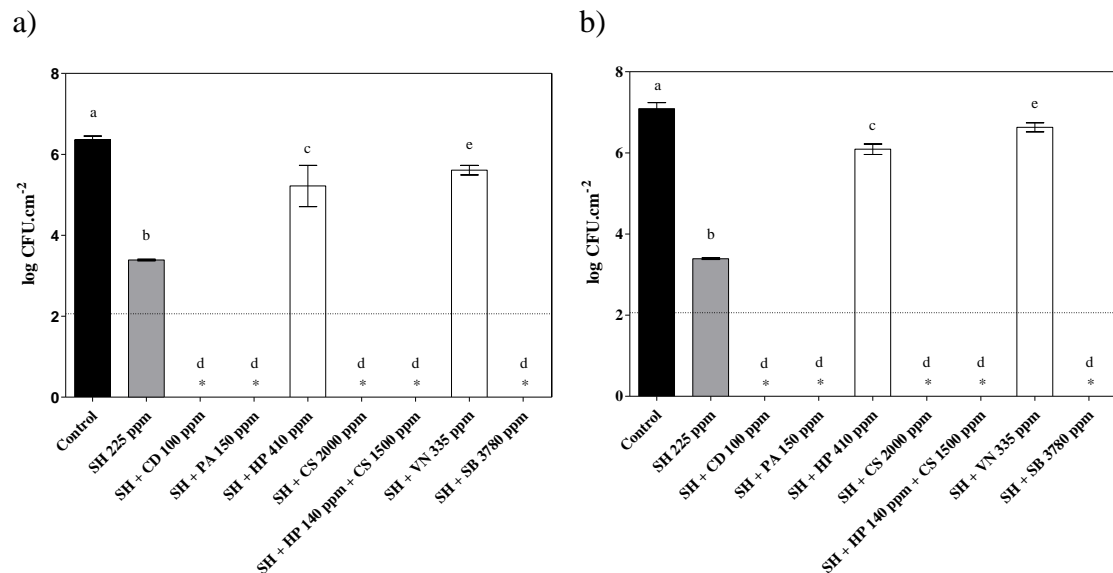 a)
log CFU.cm-2
8
6
4
2
0
a
b
d
*
d
*
c
d
*
d
*
e
d
*
Control
SH 225 ppm
SH + CD 100 ppm
SH + PA 150 ppm
SH + HP 410 ppm
SH + CS 2000 ppm
SH + HP 140 ppm + CS 1500 ppm
SH + VN 335 ppm
SH + SB 3780 ppm
b)
log CFU.cm-2
8
6
4
2
0
a
b
d
*
d
*
c
d
*
d
*
e
d
*
Control
SH 225 ppm
SH + CD 100 ppm
SH + PA 150 ppm
SH + HP 410 ppm
SH + CS 2000 ppm
SH + HP 140 ppm + CS 1500 ppm
SH + VN 335 ppm
SH + SB 3780 ppm